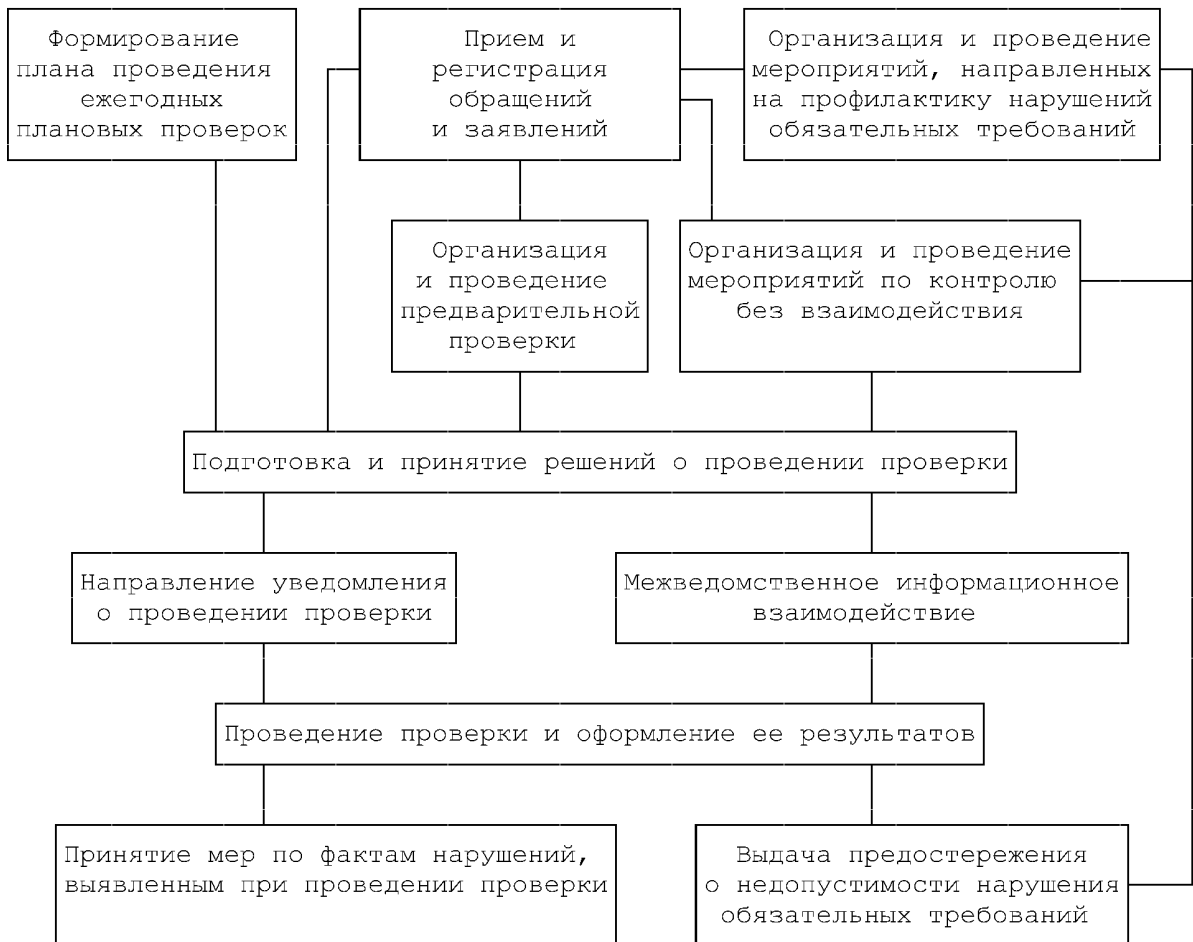 Формирование
плана проведения
ежегодных
плановых проверок
Прием и
регистрация
обращений
и заявлений
Организация и проведение
мероприятий, направленных
на профилактику нарушений
обязательных требований
Организация
и проведение
предварительной
проверки
Организация и проведение
мероприятий по контролю
без взаимодействия
Подготовка и принятие решений о проведении проверки
Направление уведомления
о проведении проверки
Межведомственное информационное
взаимодействие
Проведение проверки и оформление ее результатов
Принятие мер по фактам нарушений,
выявленным при проведении проверки
Выдача предостережения
о недопустимости нарушения
обязательных требований